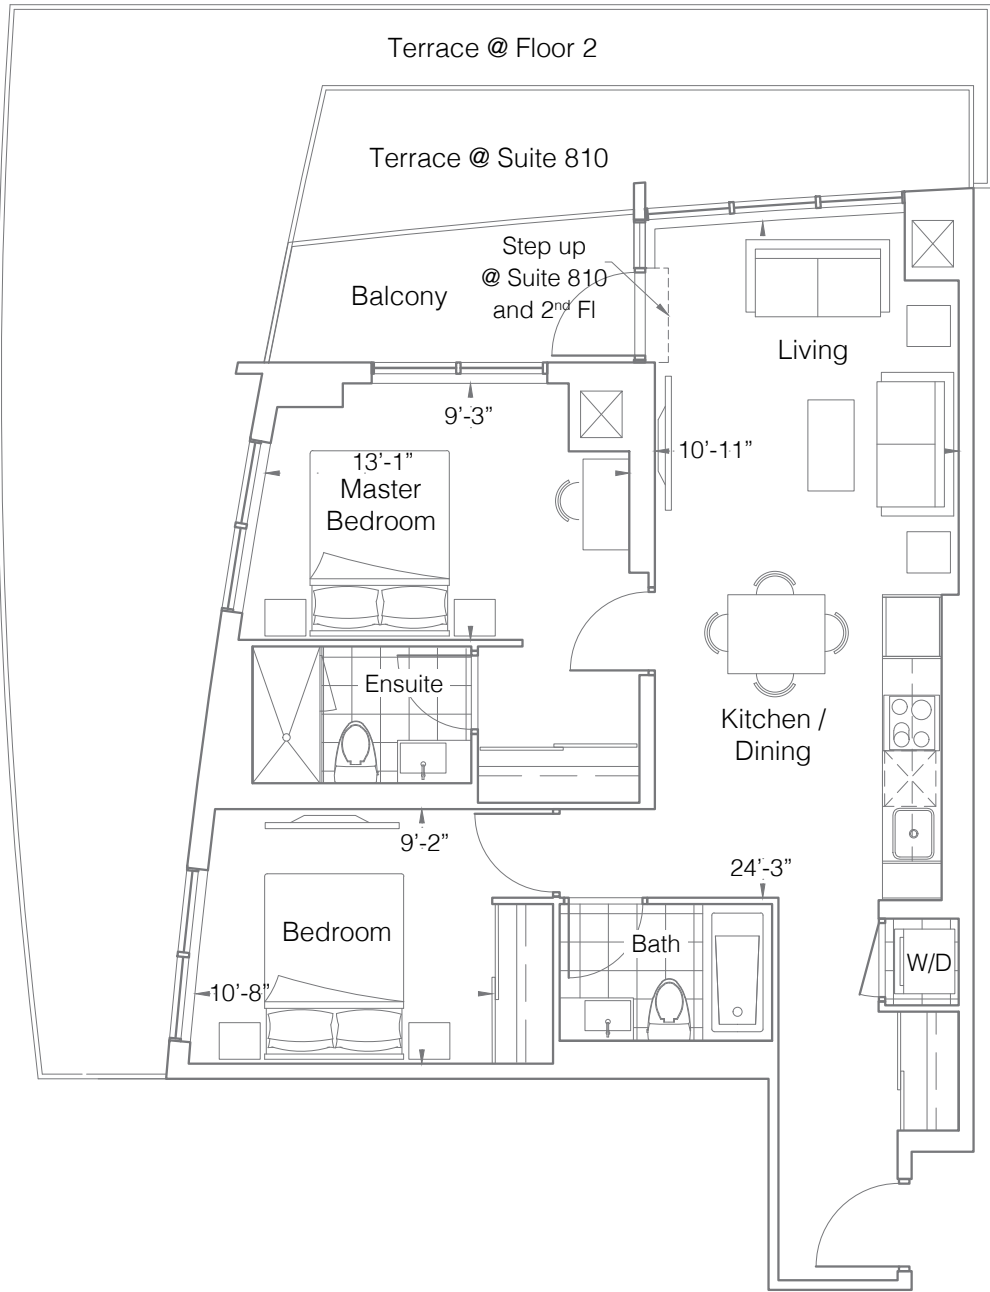 Terrace @ Floor 2
Terrace @ Suite 810
Step up
@ Suite 810
and 2nd Fl
Balcony
Living
9’-3”
13’-1”
Master
Bedroom
10’-11”
Ensuite
Kitchen /
Dining
9’-2”
24’-3”
Bedroom
Bath
W/D
10’-8”